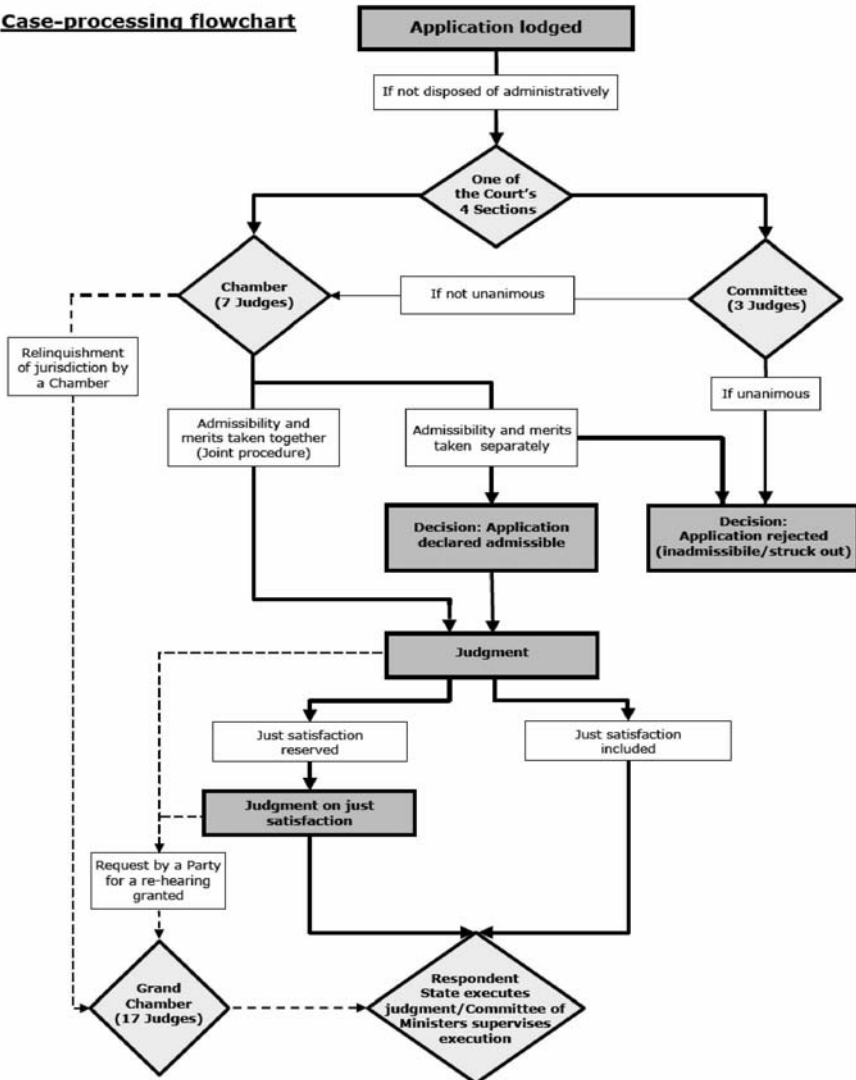 Case-processing flowchart
Application lodged
If not disposed of administratively
One of
the Court's
4 Sections
Chamber
(7 Judges)
If not unanimous
Committee
(3 Judges)
Relinquishment
of jurisdiction by
a Chamber
If unanimous
Admissibility and
merits taken together
(Joint procedure)
Admissibility and merits
taken separately
Decision: Application
declared admissible
Decision:
Application rejected
(inadmissibile/struck out)
Judgment
Just satisfaction
reserved
Just satisfaction
included
Judgment on just
satisfaction
Request by a Party
for a re-hearing
granted
Grand
Chamber
(17 Judges)
Respondent
State executes
judgment/Committee of
Ministers supervises
execution